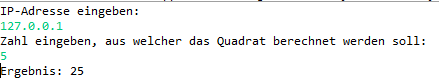 IP-Adresse eingeben:
127.0.0.1
Zahl eingeben, aus welcher das Quadrat berechnet werden soll:
5
Ergebnis: 25